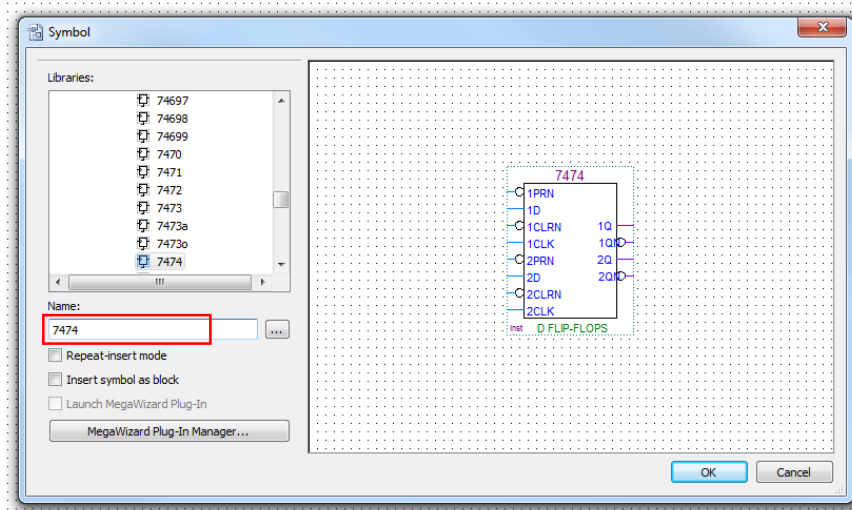 Symbol
Libraries:
74697
74698
74699
7470
7471
7472
7473
7473a
7473o
7474
Name:
7474
...
Repeat-insert mode
Insert symbol as block
Launch MegaWizard Plug-In
MegaWizard Plug-In Manager...
7474
1PRN
1D
1CLRN 1Q
1CLK 1QN
2PRN 2Q
2D 2QN
2CLRN
2CLK
inst D FLIP-FLOPS
OK Cancel